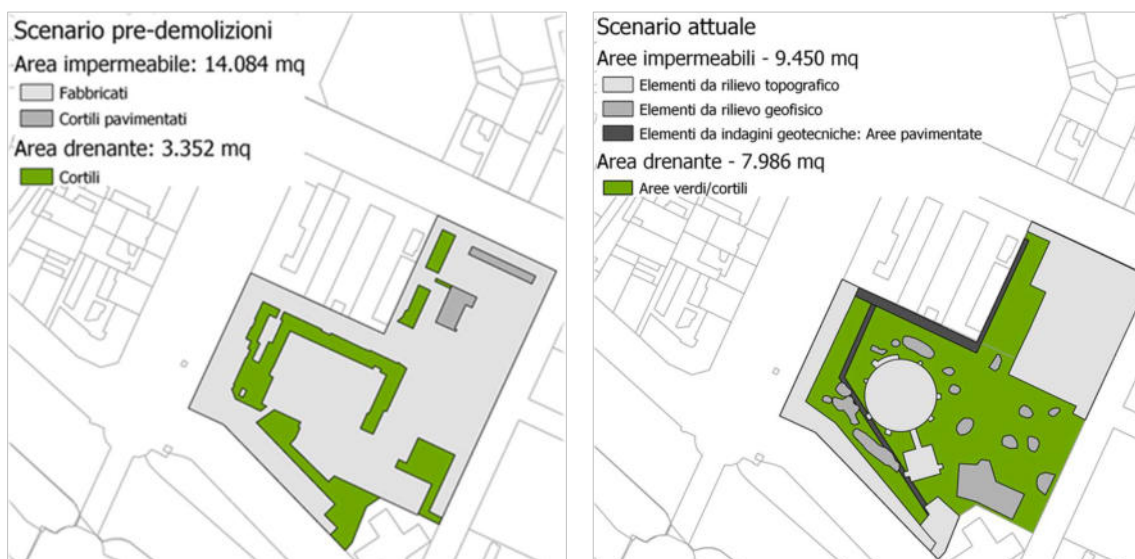 Scenario pre-demolizioni
Area impermeabile: 14.084 mq
Fabbricati
Cortili pavimentati
Area drenante: 3.352 mq
Cortili
Scenario attuale
Aree impermeabili - 9.450 mq
Elementi da rilievo topografico
Elementi da rilievo geofisico
Elementi da indagini geotecniche: Aree pavimentate
Area drenante - 7.986 mq
Aree verdi/cortili